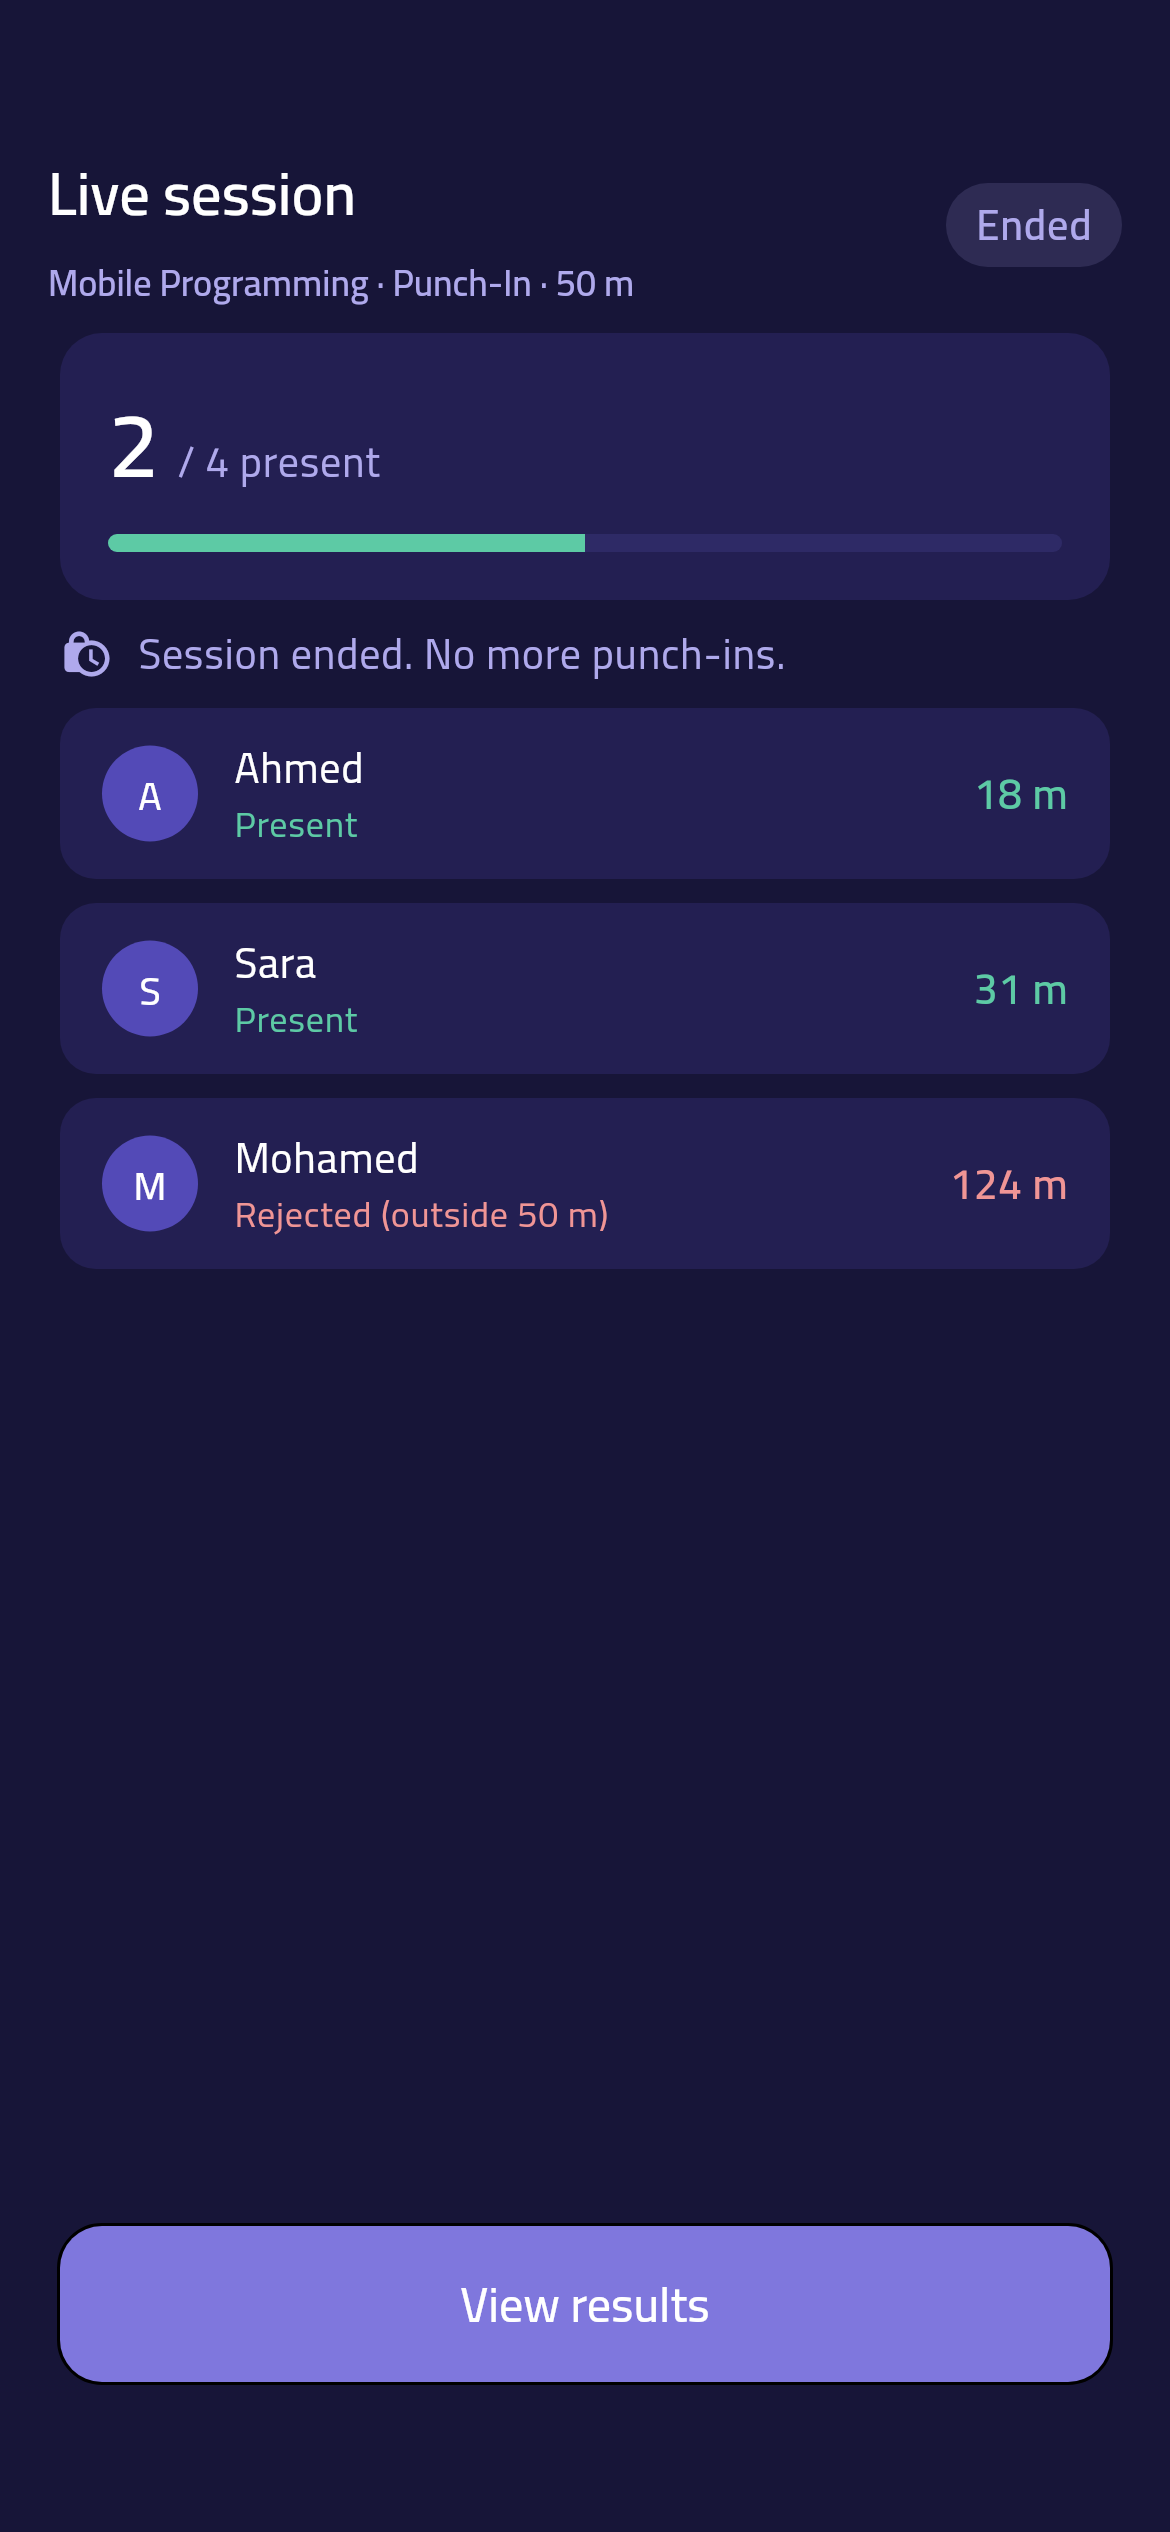 Live session
Ended
Mobile Programming · Punch-In · 50 m
2 / 4 present
Session ended. No more punch-ins.
A
Ahmed
Present
18 m
S
Sara
Present
31 m
M
Mohamed
Rejected (outside 50 m)
124 m
View results